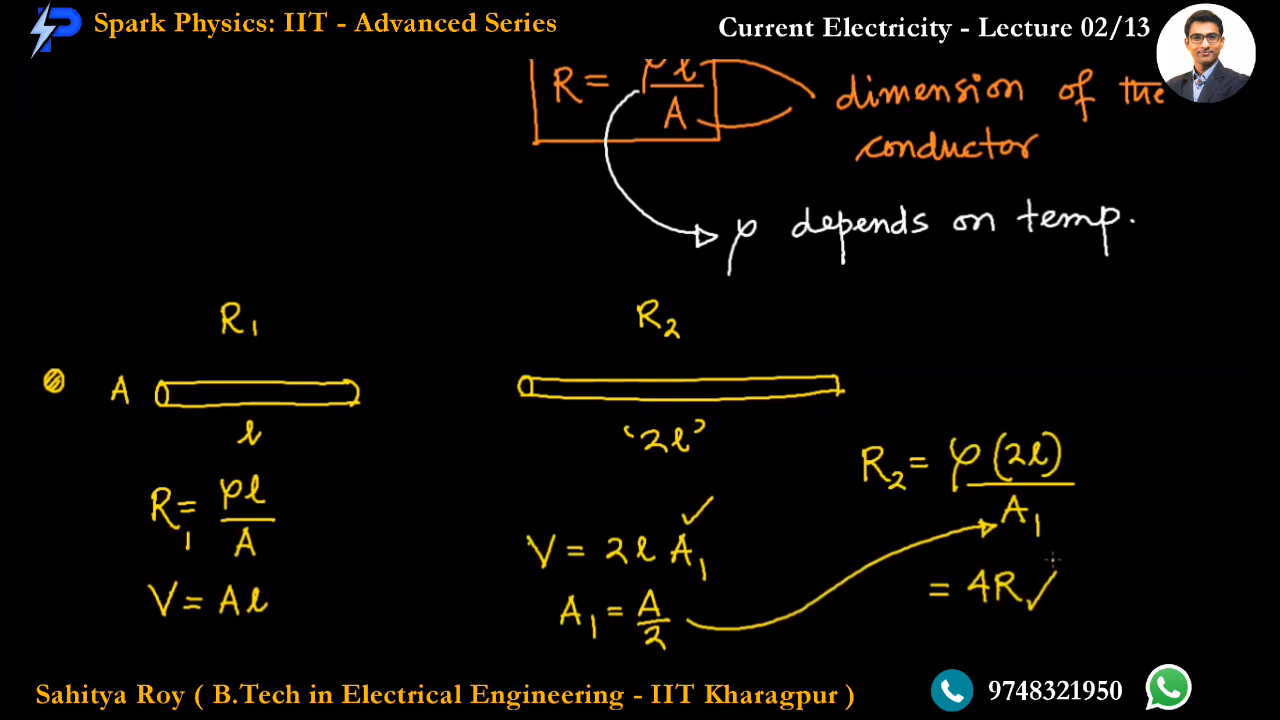 Spark Physics: IIT - Advanced Series
Current Electricity - Lecture 02/13
R = ρl/A
dimension of the conductor
ρ depends on temp.
R₁
R₂
A
l
'2l'
R₁ = ρl/A
V = Al
V = 2l A₁ ✓
A₁ = A/2
R₂ = ρ(2l)/A₁
= 4R ✓
Sahitya Roy ( B.Tech in Electrical Engineering - IIT Kharagpur )
9748321950